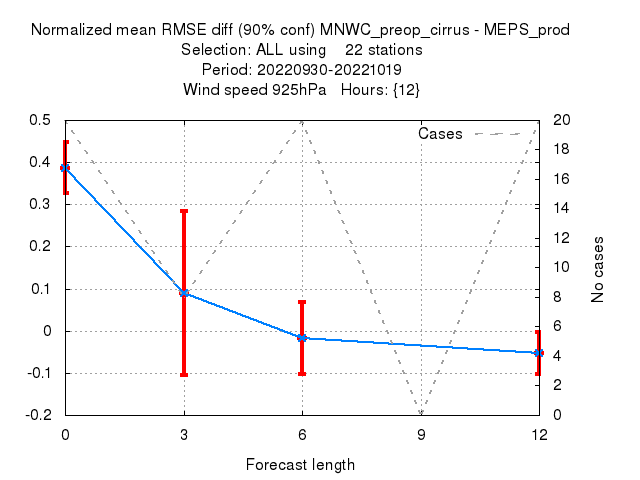 Normalized mean RMSE diff (90% conf) MNWC_preop_cirrus - MEPS_prod
Selection: ALL using 22 stations
Period: 20220930-20221019
Wind speed 925hPa Hours: {12}
Cases
0.5
0.4
0.3
0.2
0.1
0
-0.1
-0.2
20
18
16
14
12
10
8
6
4
2
0
No cases
0 3 6 9 12
Forecast length